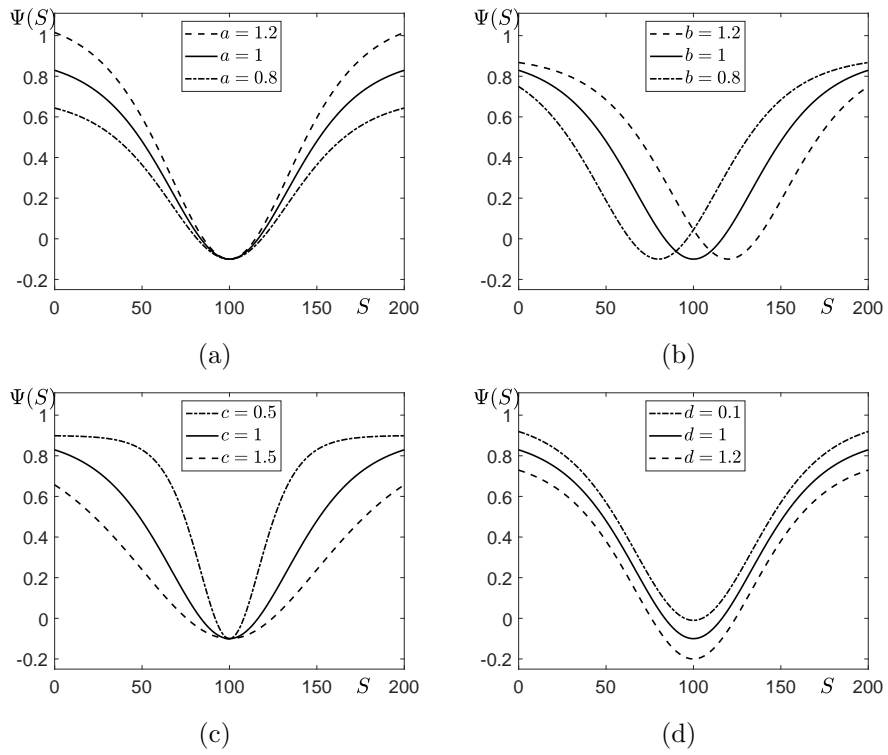 Ψ(S)
1
0.8
0.6
0.4
0.2
0
-0.2
a = 1.2
a = 1
a = 0.8
0 50 100 150 S 200
(a)
Ψ(S)
1
0.8
0.6
0.4
0.2
0
-0.2
b = 1.2
b = 1
b = 0.8
0 50 100 150 S 200
(b)
Ψ(S)
1
0.8
0.6
0.4
0.2
0
-0.2
c = 0.5
c = 1
c = 1.5
0 50 100 150 S 200
(c)
Ψ(S)
1
0.8
0.6
0.4
0.2
0
-0.2
d = 0.1
d = 1
d = 1.2
0 50 100 150 S 200
(d)